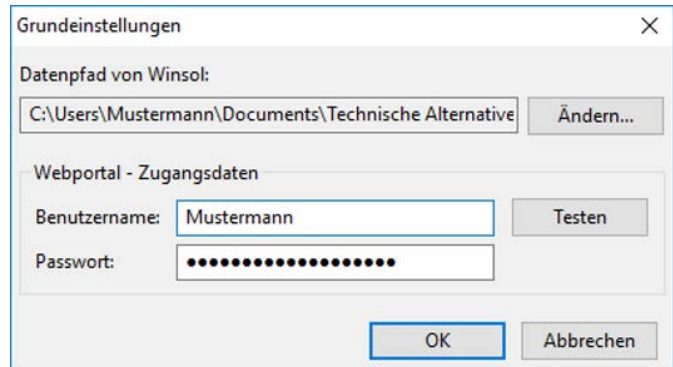 Grundeinstellungen
Datenpfad von Winsol:
C:\Users\Mustermann\Documents\Technische Alternative
Ändern...
Webportal - Zugangsdaten
Benutzername: Mustermann Testen
Passwort: ●●●●●●●●●●●●●●●●●●●
OK Abbrechen